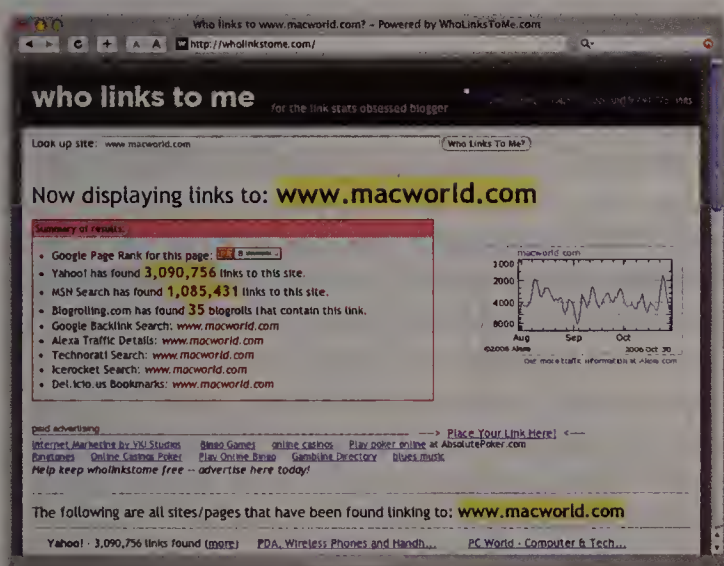 Who links to www.macworld.com? – Powered by WhoLinksToMe.com
C + A A W http://wholinkstome.com/ Q-
who links to me for the link stats obsessed blogger
Look up site: www.macworld.com Who Links To Me?
Now displaying links to: www.macworld.com
Summary of results:
• Google Page Rank for this page:
• Yahoo! has found 3,090,756 links to this site.
• MSN Search has found 1,085,431 links to this site.
• Blogrolling.com has found 35 blogrolls that contain this link.
• Google Backlink Search: www.macworld.com
• Alexa Traffic Details: www.macworld.com
• Technorati Search: www.macworld.com
• Icerocket Search: www.macworld.com
• Del.icio.us Bookmarks: www.macworld.com
macworld.com
1000
2000
4000
8000
Aug Sep Oct
©2006 Alexa 2006 Oct 30
Get more traffic information at Alexa.com
paid advertising
—> Place Your Link Here! <—
Internet Marketing by VKI Studios Bingo Games online casinos Play poker online at AbsolutePoker.com
Ringtones Online Casinos Poker Play Online Bingo Gambling Directory blues music
Help keep wholinkstome free -- advertise here today!
The following are all sites/pages that have been found linking to: www.macworld.com
Yahoo! · 3,090,756 links found (more) PDA, Wireless Phones and Handh... PC World - Computer & Tech...